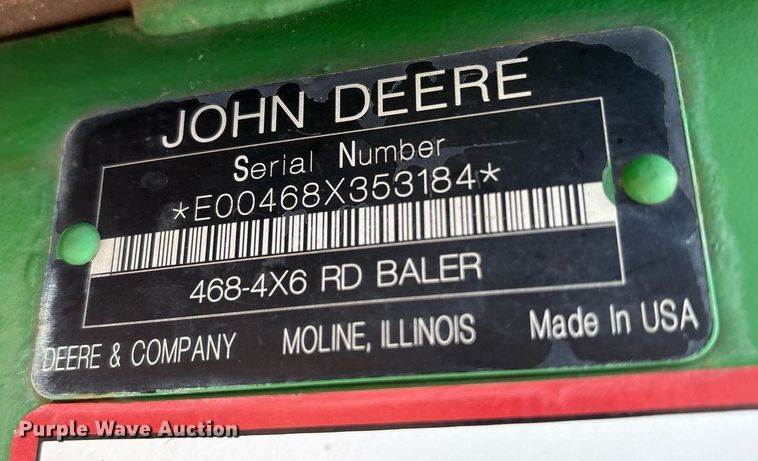 JOHN DEERE
Serial Number
*E00468X353184*
468-4X6 RD BALER
DEERE & COMPANY MOLINE, ILLINOIS Made In USA
Purple Wave Auction